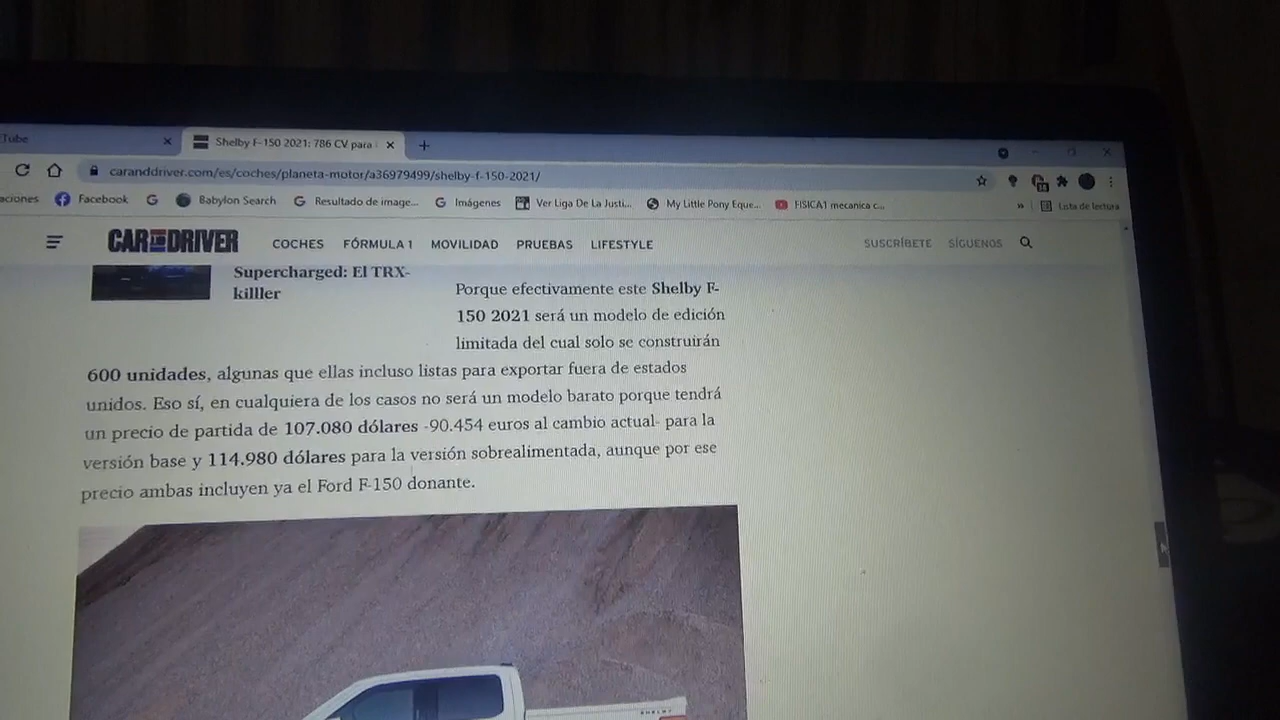 Tube
Shelby F-150 2021: 786 CV para
caranddriver.com/es/coches/planeta-motor/a36979499/shelby-f-150-2021/
aciones Facebook Babylon Search Resultado de image... Imágenes Ver Liga De La Justi... My Little Pony Eque... FISICA1 mecanica c... » Lista de lectura
CAR AND DRIVER COCHES FÓRMULA 1 MOVILIDAD PRUEBAS LIFESTYLE SUSCRÍBETE SÍGUENOS
Supercharged: El TRX-
killler
Porque efectivamente este Shelby F-
150 2021 será un modelo de edición
limitada del cual solo se construirán
600 unidades, algunas que ellas incluso listas para exportar fuera de estados
unidos. Eso sí, en cualquiera de los casos no será un modelo barato porque tendrá
un precio de partida de 107.080 dólares -90.454 euros al cambio actual- para la
versión base y 114.980 dólares para la versión sobrealimentada, aunque por ese
precio ambas incluyen ya el Ford F-150 donante.
SHELBY